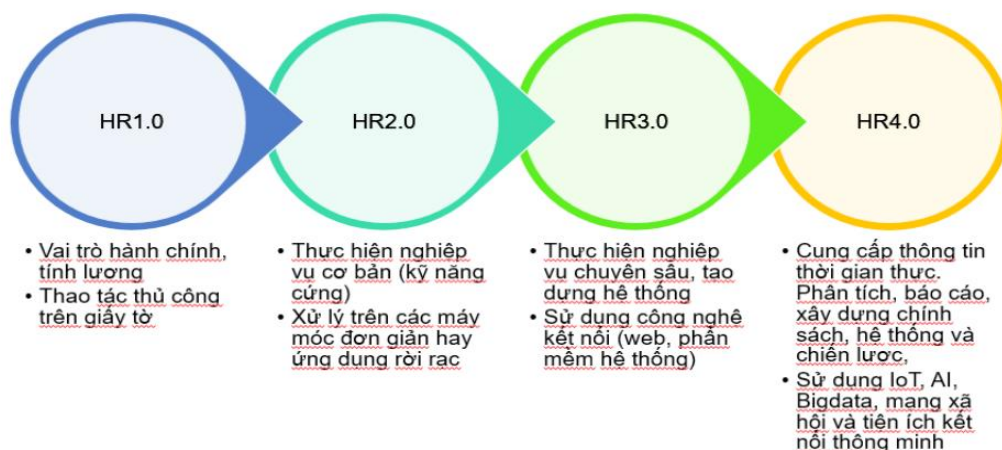 HR1.0
HR2.0
HR3.0
HR4.0
• Vai trò hành chính,
tính lương
• Thao tác thủ công
trên giấy tờ
• Thực hiện nghiệp
vụ cơ bản (kỹ năng
cứng)
• Xử lý trên các máy
móc đơn giản hay
ứng dụng rời rạc
• Thực hiện nghiệp
vụ chuyên sâu, tạo
dựng hệ thống
• Sử dụng công nghệ
kết nối (web, phần
mềm hệ thống)
• Cung cấp thông tin
thời gian thực.
Phân tích, báo cáo,
xây dựng chính
sách, hệ thống và
chiến lược,
• Sử dụng IoT, AI,
Bigdata, mạng xã
hội và tiện ích kết
nối thông minh